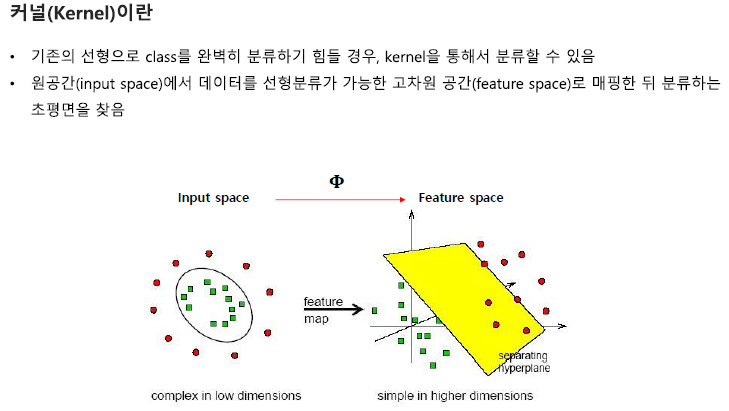 커널(Kernel)이란
• 기존의 선형으로 class를 완벽히 분류하기 힘들 경우, kernel을 통해서 분류할 수 있음
• 원공간(input space)에서 데이터를 선형분류가 가능한 고차원 공간(feature space)로 매핑한 뒤 분류하는
초평면을 찾음
Φ
Input space
Feature space
feature
map
separating
hyperplane
complex in low dimensions
simple in higher dimensions